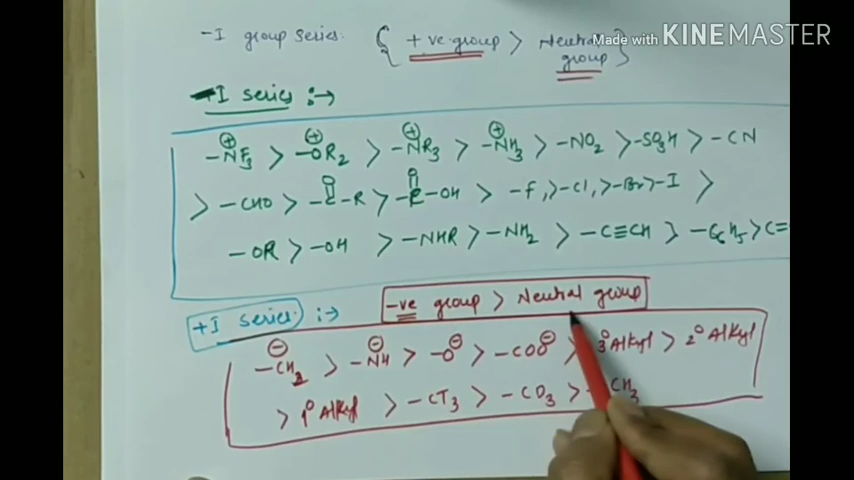 -I group series. { +ve group > Neutral group }
Made with KINEMASTER
-I series :→
-N⊕F₃ > -O⊕R₂ > -N⊕R₃ > -N⊕H₃ > -NO₂ > -SO₃H > -CN
> -CHO > -C(=O)-R > -C(=O)-OH > -F, > -Cl, > -Br > -I >
-OR > -OH > -NHR > -NH₂ > -C≡CH > -C₆H₅ > C=
+I series. :→ -ve group > Neutral group
-CH₂⊖ > -NH⊖ > -O⊖ > -COO⊖ > 3° Alkyl > 2° Alkyl
> 1° Alkyl > -CT₃ > -CD₃ > -CH₃